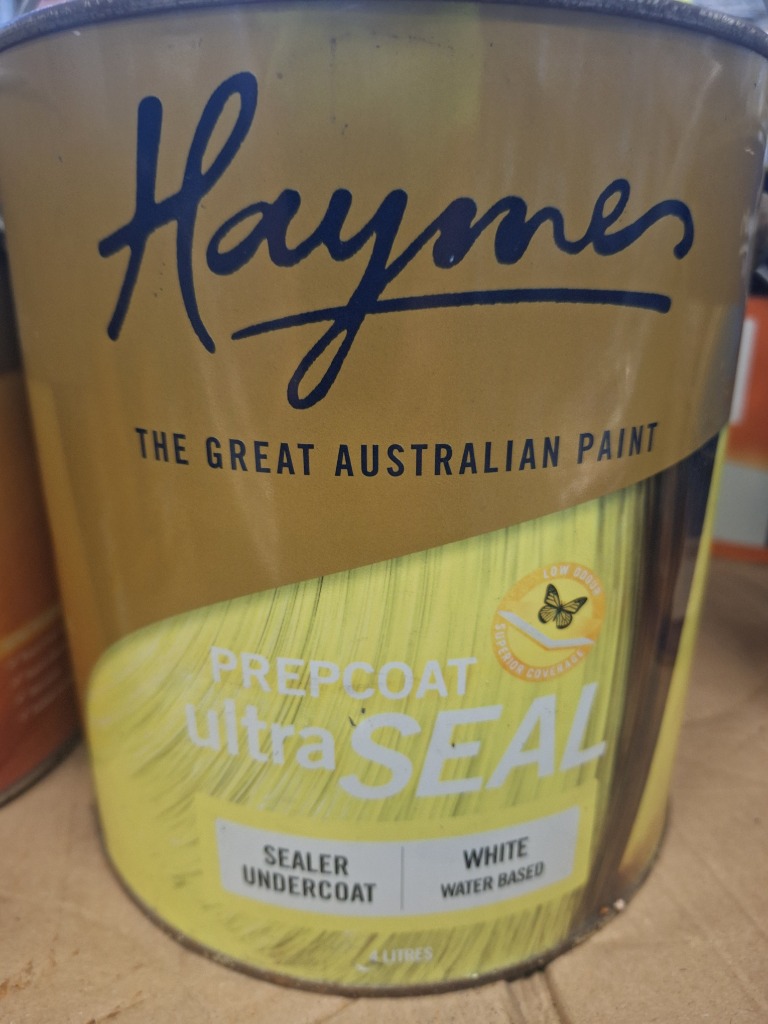 Haymes
THE GREAT AUSTRALIAN PAINT
LOW ODOUR
SUPERIOR COVERAGE
PREPCOAT
ultraSEAL
SEALER
UNDERCOAT
WHITE
WATER BASED
4 LITRES